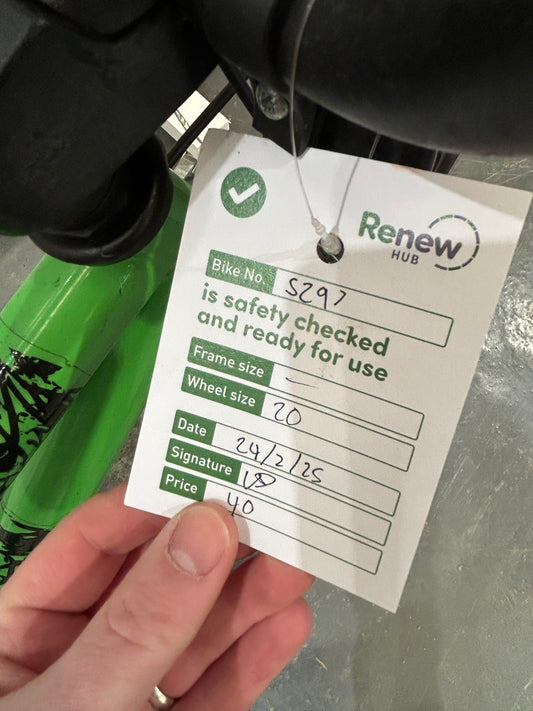 Renew
HUB
Bike No. S297
is safety checked
and ready for use
Frame size –
Wheel size 20
Date 24/2/25
Signature
Price 40